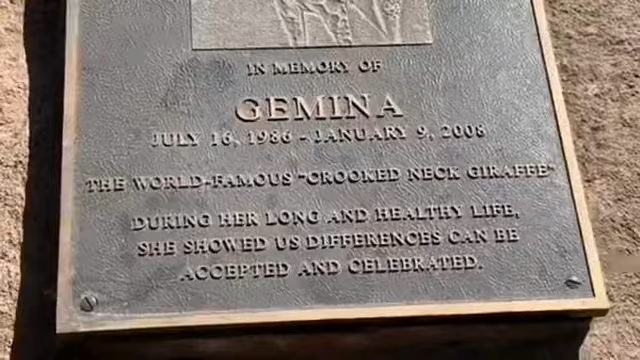 IN MEMORY OF
GEMINA
JULY 16, 1986 - JANUARY 9, 2008
THE WORLD-FAMOUS "CROOKED NECK GIRAFFE"
DURING HER LONG AND HEALTHY LIFE,
SHE SHOWED US DIFFERENCES CAN BE
ACCEPTED AND CELEBRATED.